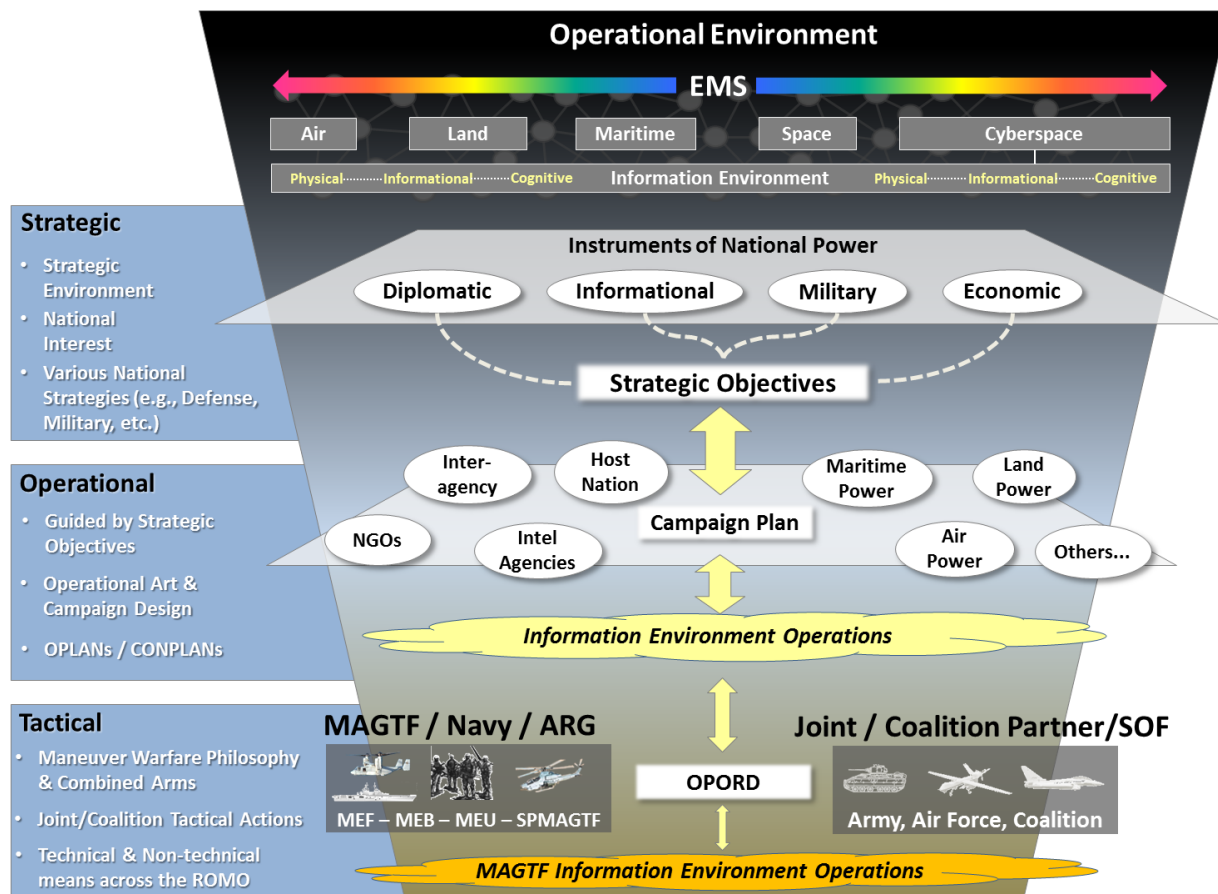 Operational Environment
EMS
Air
Land
Maritime
Space
Cyberspace
Physical
Informational
Cognitive
Information Environment
Physical
Informational
Cognitive
Strategic
• Strategic
Environment
• National
Interest
• Various National
Strategies (e.g., Defense,
Military, etc.)
Instruments of National Power
Diplomatic
Informational
Military
Economic
Strategic Objectives
Operational
• Guided by Strategic
Objectives
• Operational Art &
Campaign Design
• OPLANs / CONPLANs
Inter-
agency
Host
Nation
Maritime
Power
Land
Power
NGOs
Intel
Agencies
Campaign Plan
Air
Power
Others...
Information Environment Operations
Tactical
• Maneuver Warfare Philosophy
& Combined Arms
• Joint/Coalition Tactical Actions
• Technical & Non-technical
means across the ROMO
MAGTF / Navy / ARG
MEF – MEB – MEU – SPMAGTF
OPORD
Joint / Coalition Partner/SOF
Army, Air Force, Coalition
MAGTF Information Environment Operations